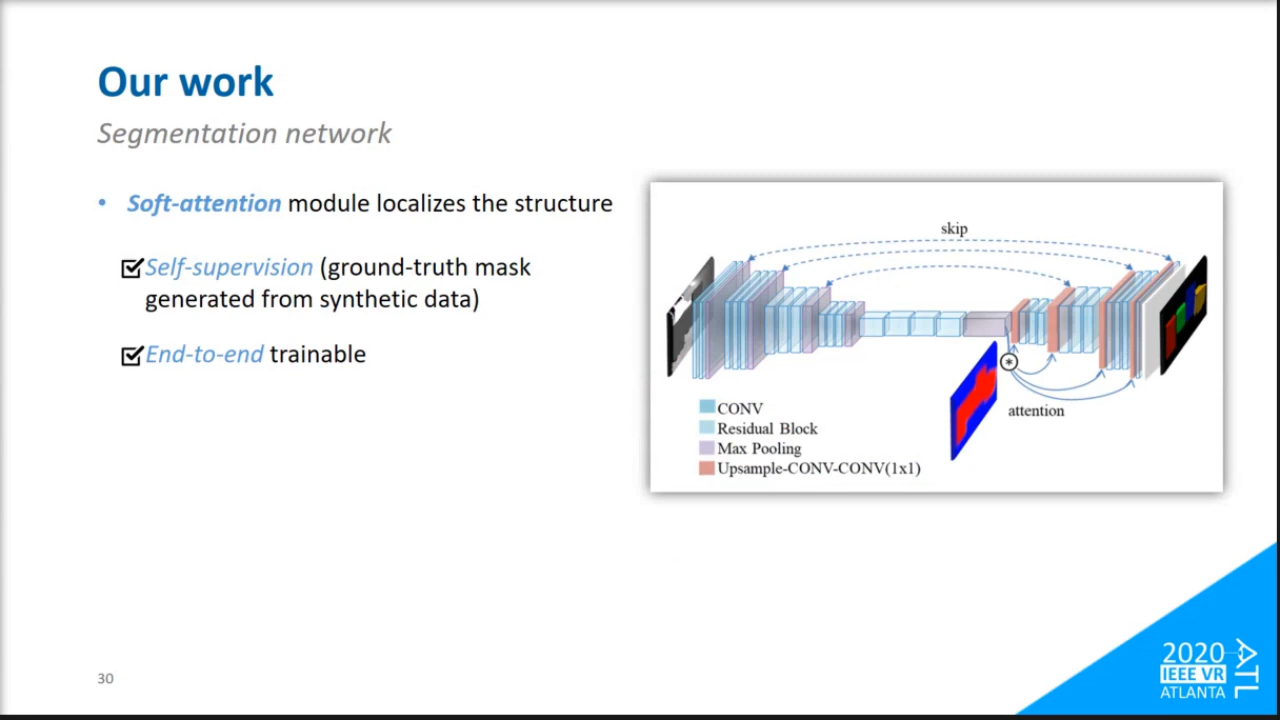 Our work
Segmentation network
• Soft-attention module localizes the structure
Self-supervision (ground-truth mask
generated from synthetic data)
End-to-end trainable
skip
attention
CONV
Residual Block
Max Pooling
Upsample-CONV-CONV(1x1)
30
2020
IEEE VR
ATLANTA
ATL